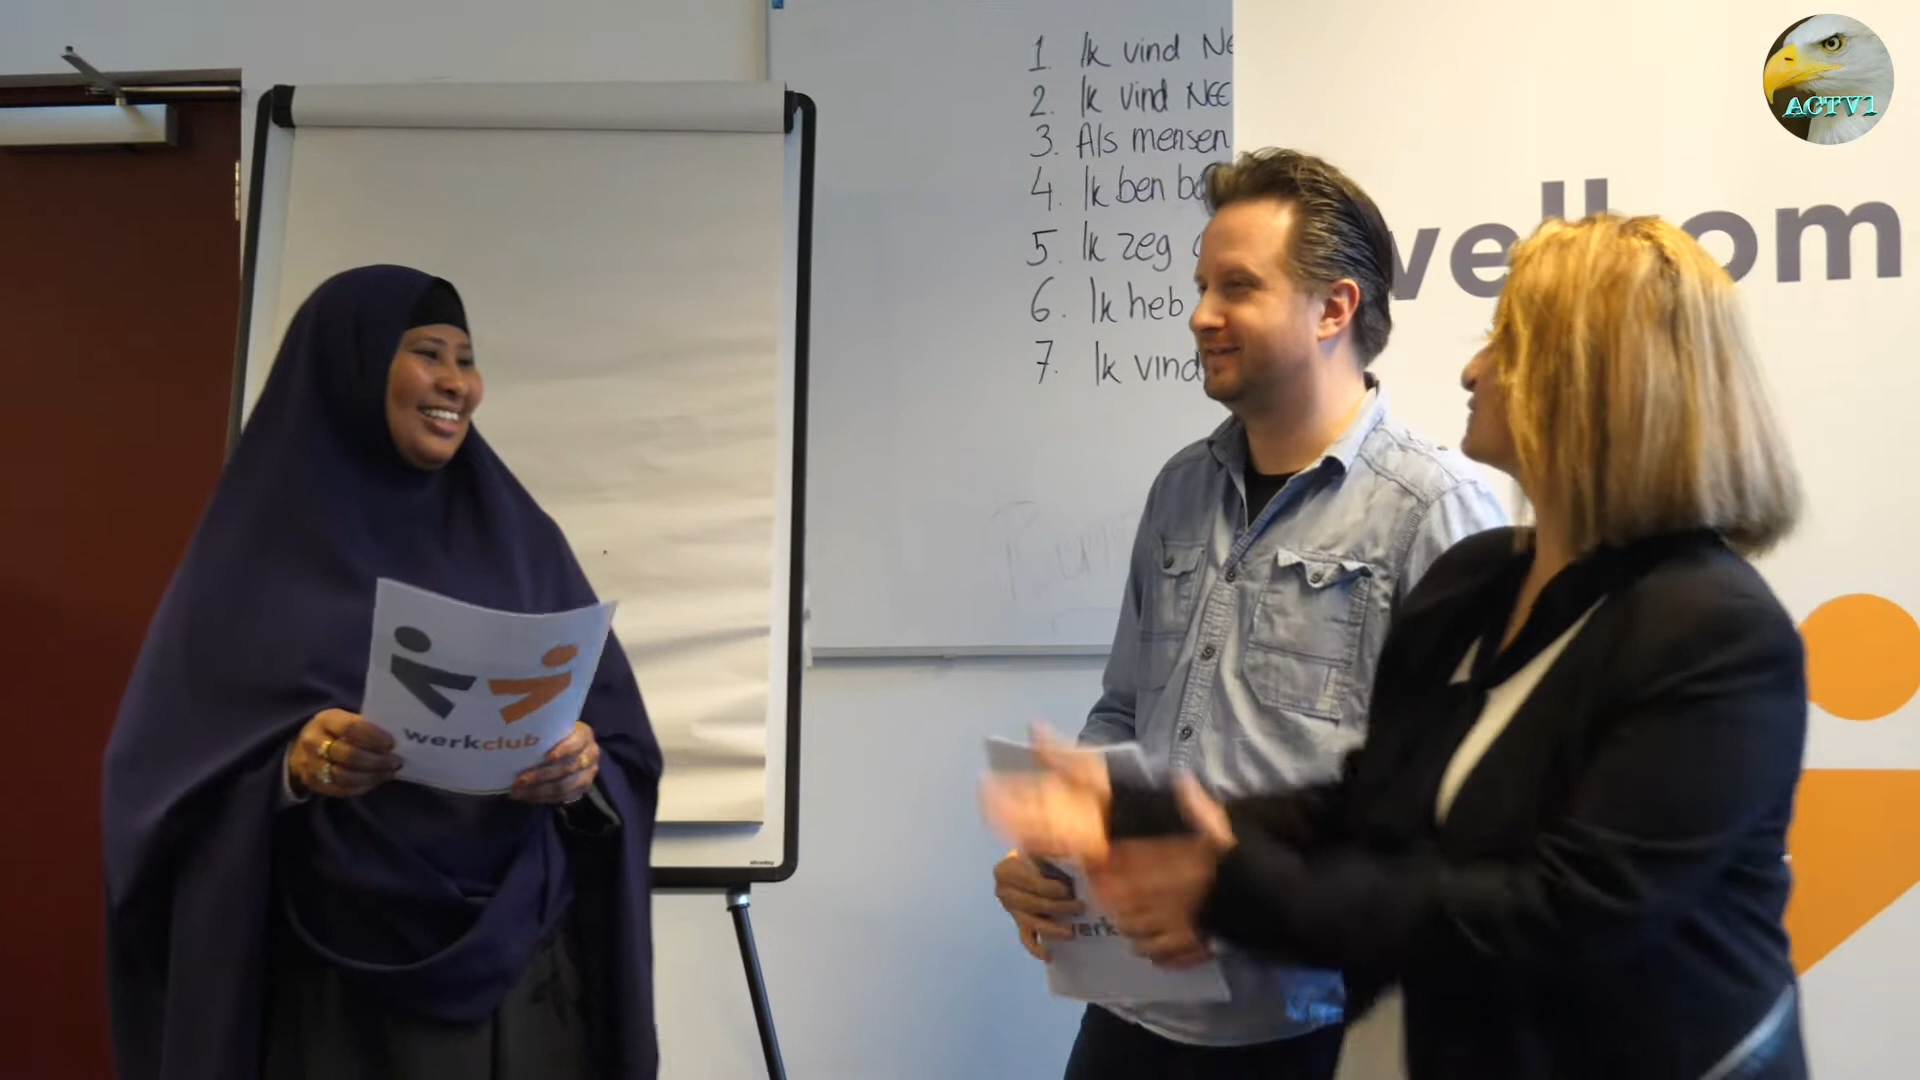 1. Ik vind
2. Ik vind NEE
3. Als mensen
4. Ik ben
5. Ik zeg
6. Ik heb
7. Ik vind
ACTV1
welkom
werkclub